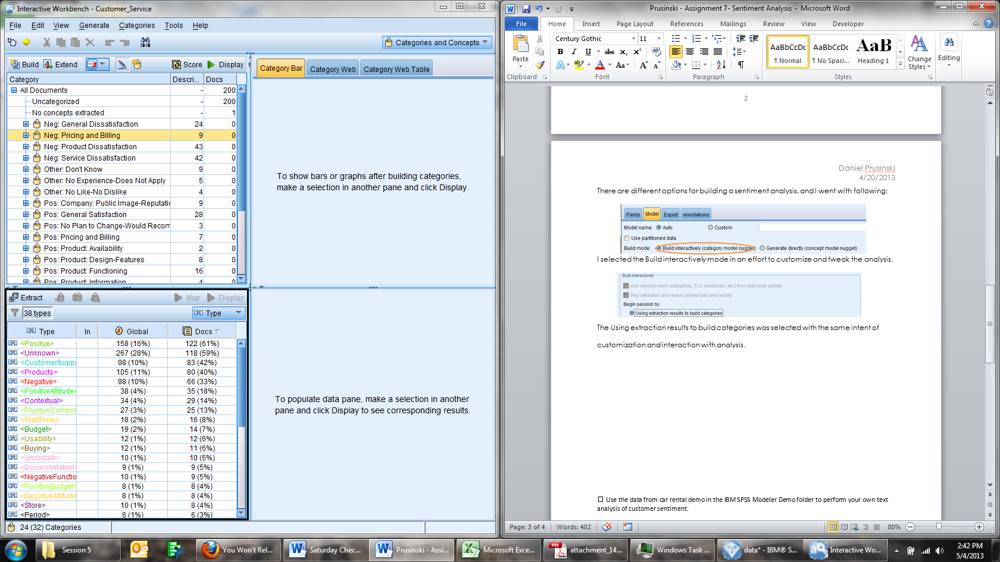 Interactive Workbench - Customer_Service
File Edit View Generate Categories Tools Help
Categories and Concepts
Build Extend Score Display
Category Descri... Docs
All Documents - 200
Uncategorized - 200
No concepts extracted - 1
Neg: General Dissatisfaction 24 0
Neg: Pricing and Billing 9 0
Neg: Product Dissatisfaction 43 0
Neg: Service Dissatisfaction 42 0
Other: Don't Know 9 0
Other: No Experience-Does Not Apply 5 0
Other: No Like-No Dislike 4 0
Pos: Company: Public Image-Reputati 9 0
Pos: General Satisfaction 28 0
Pos: No Plan to Change-Would Recom 3 0
Pos: Pricing and Billing 7 0
Pos: Product: Availability 2 0
Pos: Product: Design-Features 8 0
Pos: Product: Functioning 16 0
Pos: Product: Information 4 0
Category Bar Category Web Category Web Table
To show bars or graphs after building categories,
make a selection in another pane and click Display.
Extract Map Display
38 types Type
Type In Global Docs
<Positive> 158 (16%) 122 (61%)
<Unknown> 267 (28%) 118 (59%)
<CustomerSuppo 98 (10%) 83 (42%)
<Products> 105 (11%) 80 (40%)
<Negative> 98 (10%) 66 (33%)
<PositiveAttitude> 38 (4%) 35 (18%)
<Contextual> 34 (4%) 29 (14%)
<PositiveCompet 27 (3%) 25 (13%)
<WaitTime> 18 (2%) 16 (8%)
<Budget> 19 (2%) 14 (7%)
<Usability> 12 (1%) 12 (6%)
<Buying> 12 (1%) 11 (6%)
<Uncertain> 10 (1%) 10 (5%)
<Documentation> 9 (1%) 9 (5%)
<NegativeFunctio 10 (1%) 9 (5%)
<PositiveBudget> 8 (1%) 8 (4%)
<NegativeAttitude 8 (1%) 8 (4%)
<Store> 10 (1%) 8 (4%)
<Period> 6 (1%) 6 (3%)
To populate data pane, make a selection in another
pane and click Display to see corresponding results.
24 (32) Categories
Prusinski - Assignment 7- Sentiment Analysis - Microsoft Word
File Home Insert Page Layout References Mailings Review View Developer
Paste
Century Gothic 11
AaBbCcDc AaBbCcDc AaB
¶ Normal ¶ No Spaci... Heading 1
Change Styles
Editing
Clipboard Font Paragraph Styles
2
Daniel Prusinski
4/20/2013
There are different options for building a sentiment analysis, and I went with following:
Fields Model Expert Annotations
Model name: Auto Custom
Use partitioned data
Build mode: Build interactively (category model nugget) Generate directly (concept model nugget)
I selected the Build interactively mode in an effort to customize and tweak the analysis.
Build Interactively
Use session work (categories, TLA, resources, etc.) from last node update
Skip extraction and reuse cached data and results
Begin session by:
Using extraction results to build categories
The Using extraction results to build categories was selected with the same intent of
customization and interaction with analysis.
Use the data from car rental demo in the IBM SPSS Modeler Demo folder to perform your own text
analysis of customer sentiment.
Page: 3 of 4 Words: 402 80%
Session 5 You Won't Rel... Saturday Chec... Prusinski - Assi... Microsoft Exce... attachment_14... Windows Task ... data* - IBM® S... Interactive Wo...
2:42 PM
5/4/2013